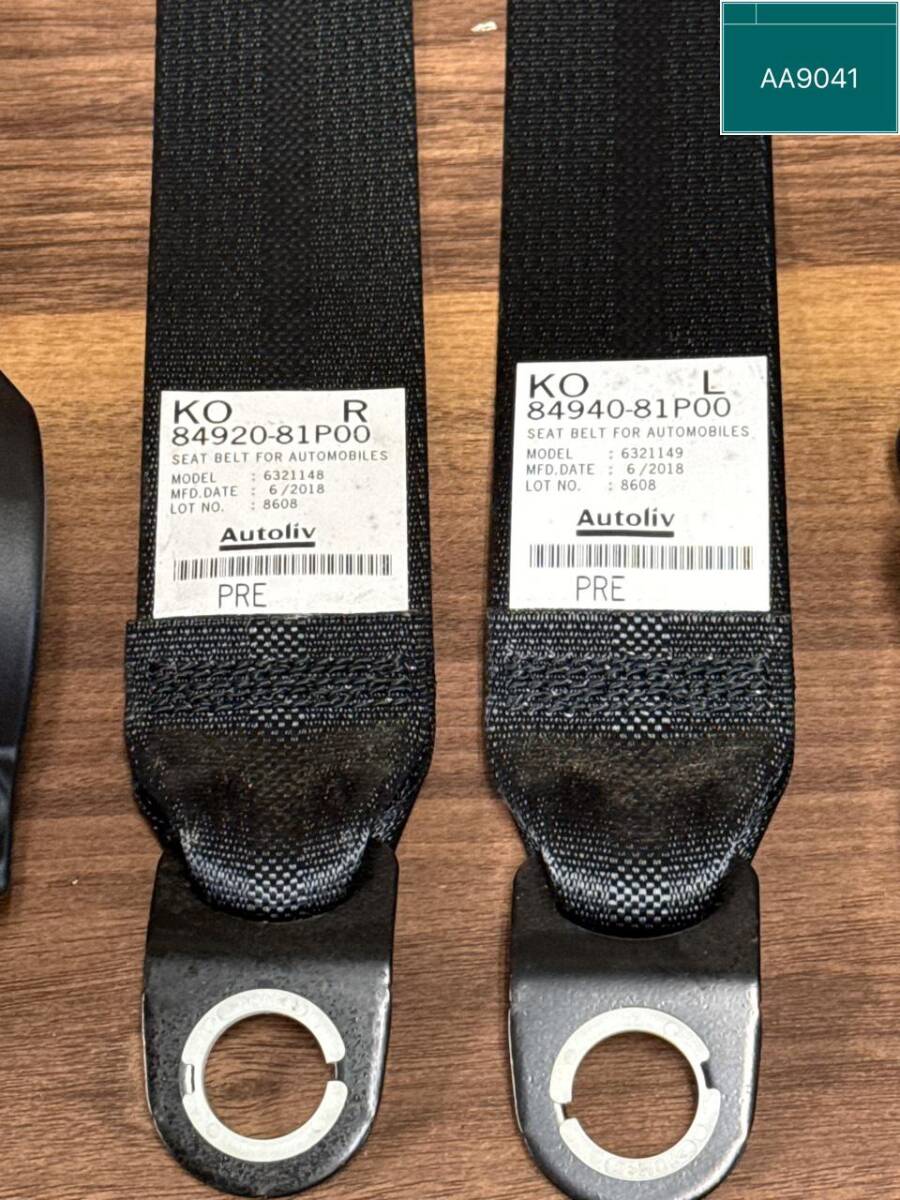 AA9041
KO R
84920-81P00
SEAT BELT FOR AUTOMOBILES
MODEL : 6321148
MFD.DATE : 6/2018
LOT NO. : 8608
Autoliv
PRE
KO L
84940-81P00
SEAT BELT FOR AUTOMOBILES
MODEL : 6321149
MFD.DATE : 6/2018
LOT NO. : 8608
Autoliv
PRE